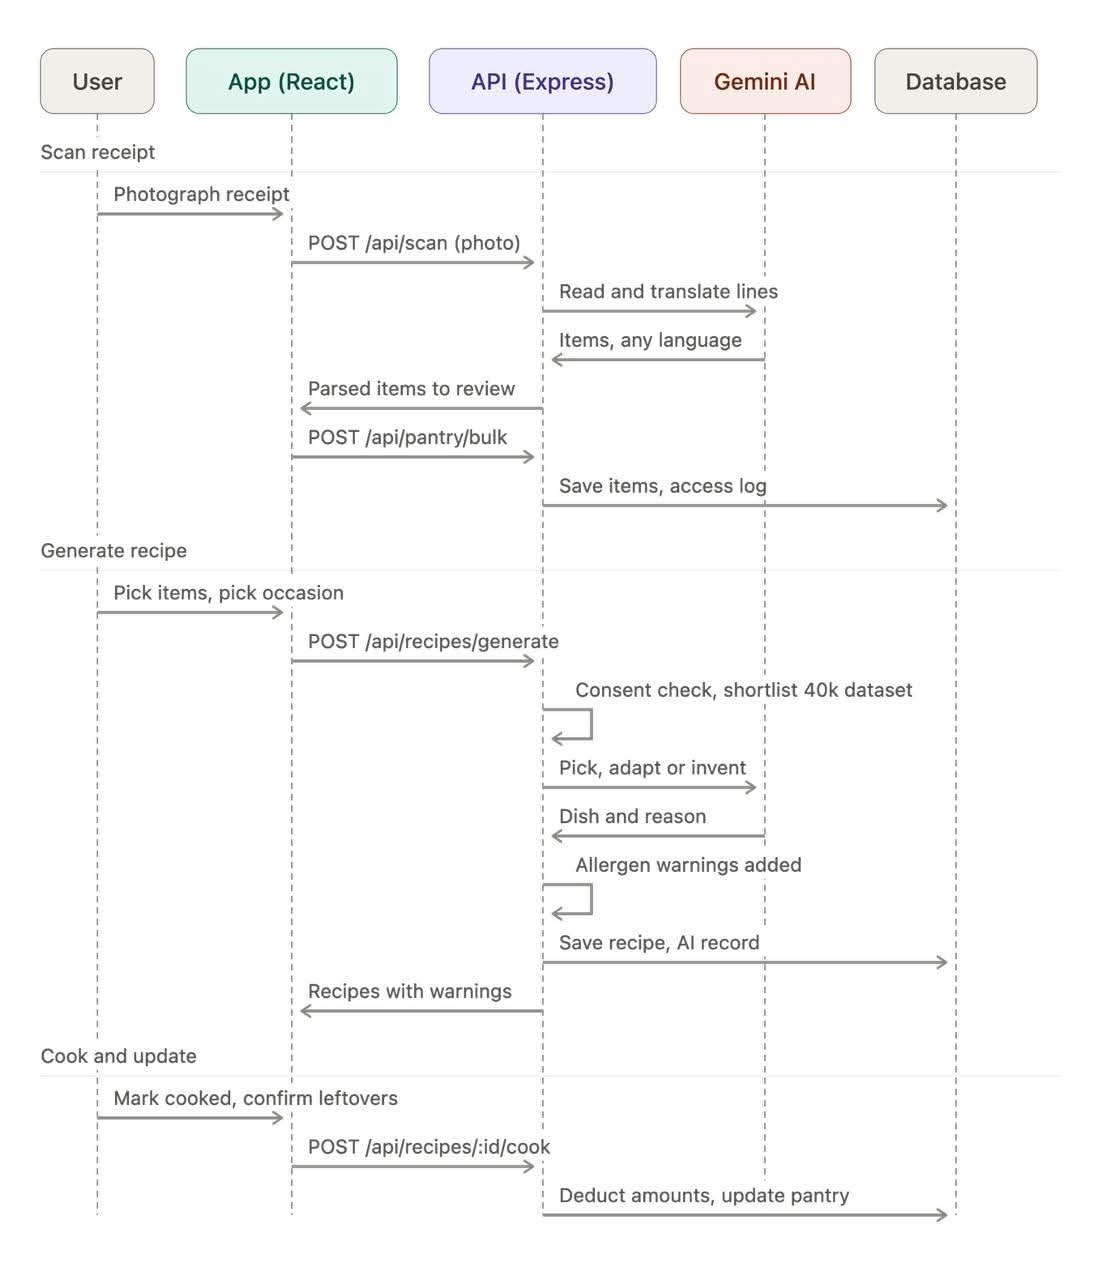 User
App (React)
API (Express)
Gemini AI
Database
Scan receipt
Photograph receipt
POST /api/scan (photo)
Read and translate lines
Items, any language
Parsed items to review
POST /api/pantry/bulk
Save items, access log
Generate recipe
Pick items, pick occasion
POST /api/recipes/generate
Consent check, shortlist 40k dataset
Pick, adapt or invent
Dish and reason
Allergen warnings added
Save recipe, AI record
Recipes with warnings
Cook and update
Mark cooked, confirm leftovers
POST /api/recipes/:id/cook
Deduct amounts, update pantry